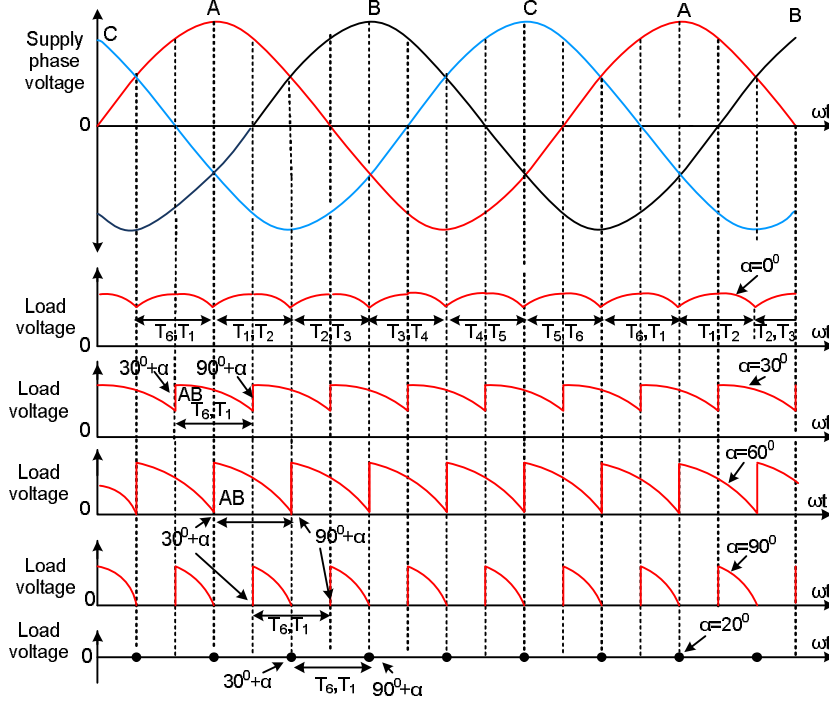 A B C A B
C
Supply
phase
voltage
0
ωt
α=0⁰
Load
voltage
T₆,T₁ T₁,T₂ T₂,T₃ T₃,T₄ T₄,T₅ T₅,T₆ T₆,T₁ T₁,T₂ T₂,T₃
0
ωt
30⁰+α 90⁰+α α=30⁰
Load
voltage
AB
T₆,T₁
0
ωt
α=60⁰
Load
voltage
AB
0
ωt
30⁰+α 90⁰+α
α=90⁰
Load
voltage
0
ωt
T₆,T₁
α=20⁰
Load
voltage
0
ωt
30⁰+α T₆,T₁ 90⁰+α